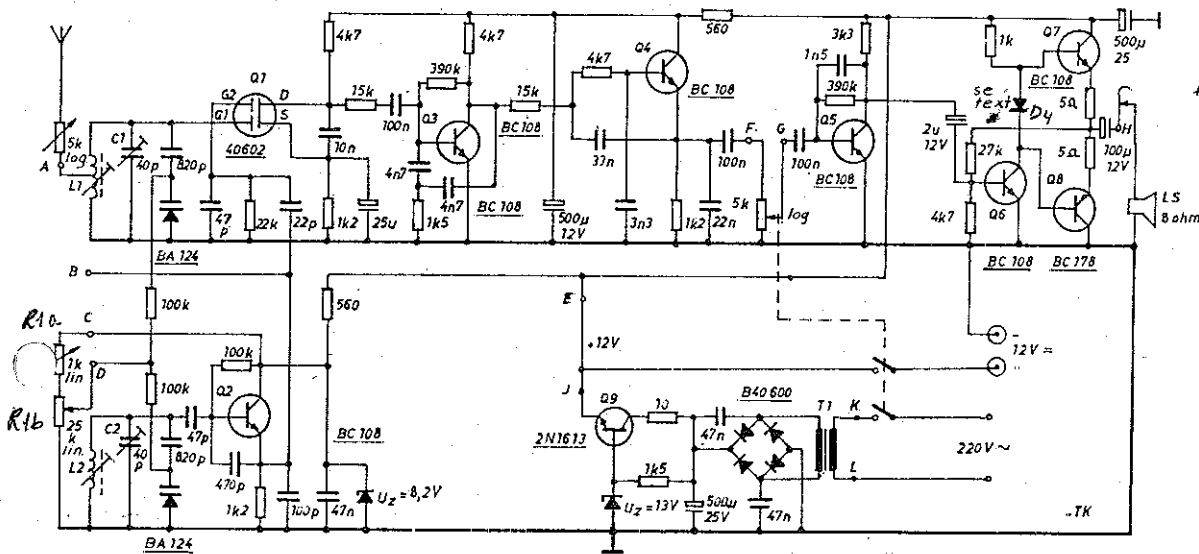 4k7
4k7
560
3k3
1k
Q7
500µ
25
BC 108
Q1
G2
D
G1
S
40602
390k
15k
100n
Q3
BC 108
15k
4k7
Q4
BC 108
1n5
390k
Q5
BC 108
se
text
D4
5Ω
H
100µ
12V
5k
log
A
C1
40p
L1
820p
10n
4n7
4n7
BC 108
33n
100n
F
G
100n
2u
12V
27k
5Ω
Q8
Q6
47
p
22k
22p
1k2
25u
1k5
500µ
12V
3n3
1k2
22n
5k
log
4k7
LS
8 ohm
BA 124
BC 108
BC 178
B
100k
560
E
R1a
C
1k
lin
D
100k
100k
Q2
+12V
-
12V =
"
R1b
25
k
lin.
C2
40
p
L2
47p
820p
BC 108
J
Q9
10
2N1613
B40 600
47n
T1
K
220V ~
L
470p
1k2
100p
47n
UZ = 8,2V
1k5
UZ = 13V
500µ
25V
47n
TK
BA 124